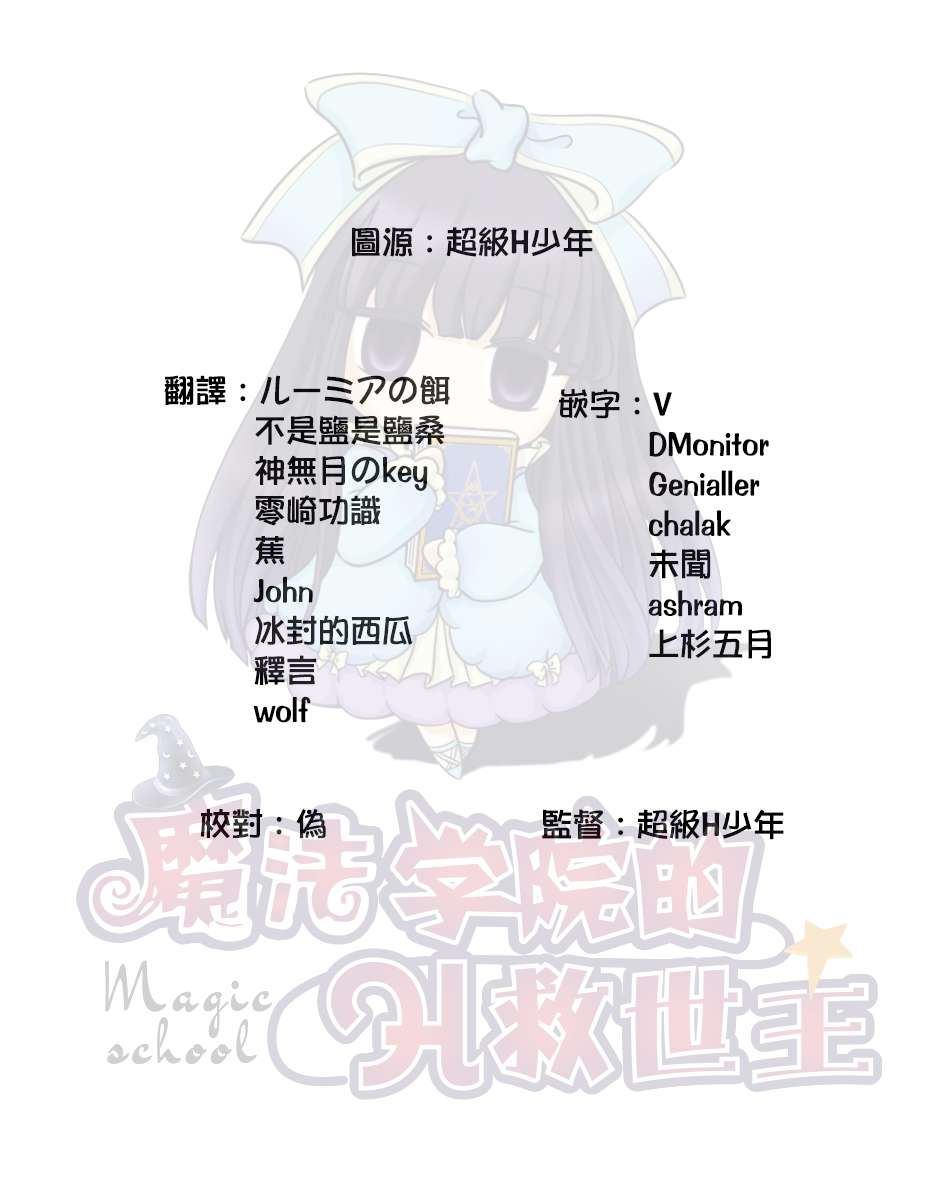 圖源：超級H少年
翻譯：ルーミアの餌
不是鹽是鹽桑
神無月のkey
零崎功識
蕉
John
冰封的西瓜
釋言
wolf
嵌字：V
DMonitor
Genialler
chalak
未聞
ashram
上杉五月
校對：偽
監督：超級H少年
魔法学院的
Magic
school
H救世王